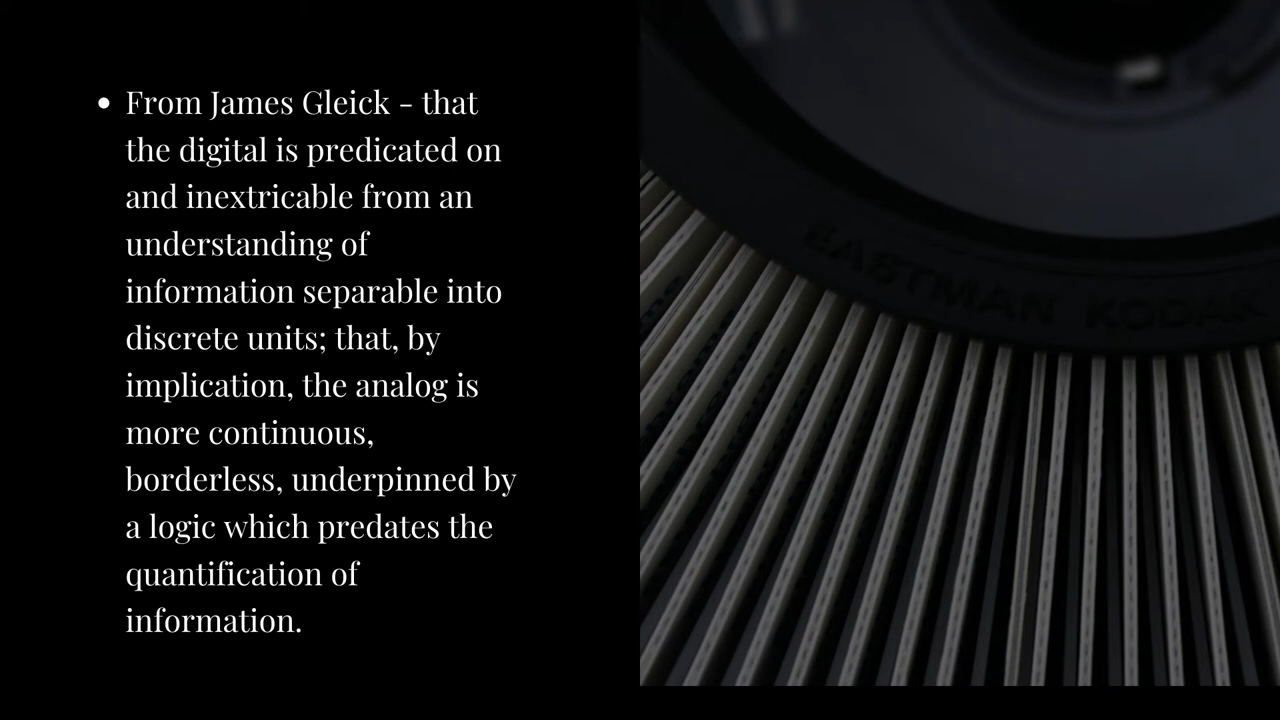 • From James Gleick - that
the digital is predicated on
and inextricable from an
understanding of
information separable into
discrete units; that, by
implication, the analog is
more continuous,
borderless, underpinned by
a logic which predates the
quantification of
information.
EASTMAN KODAK